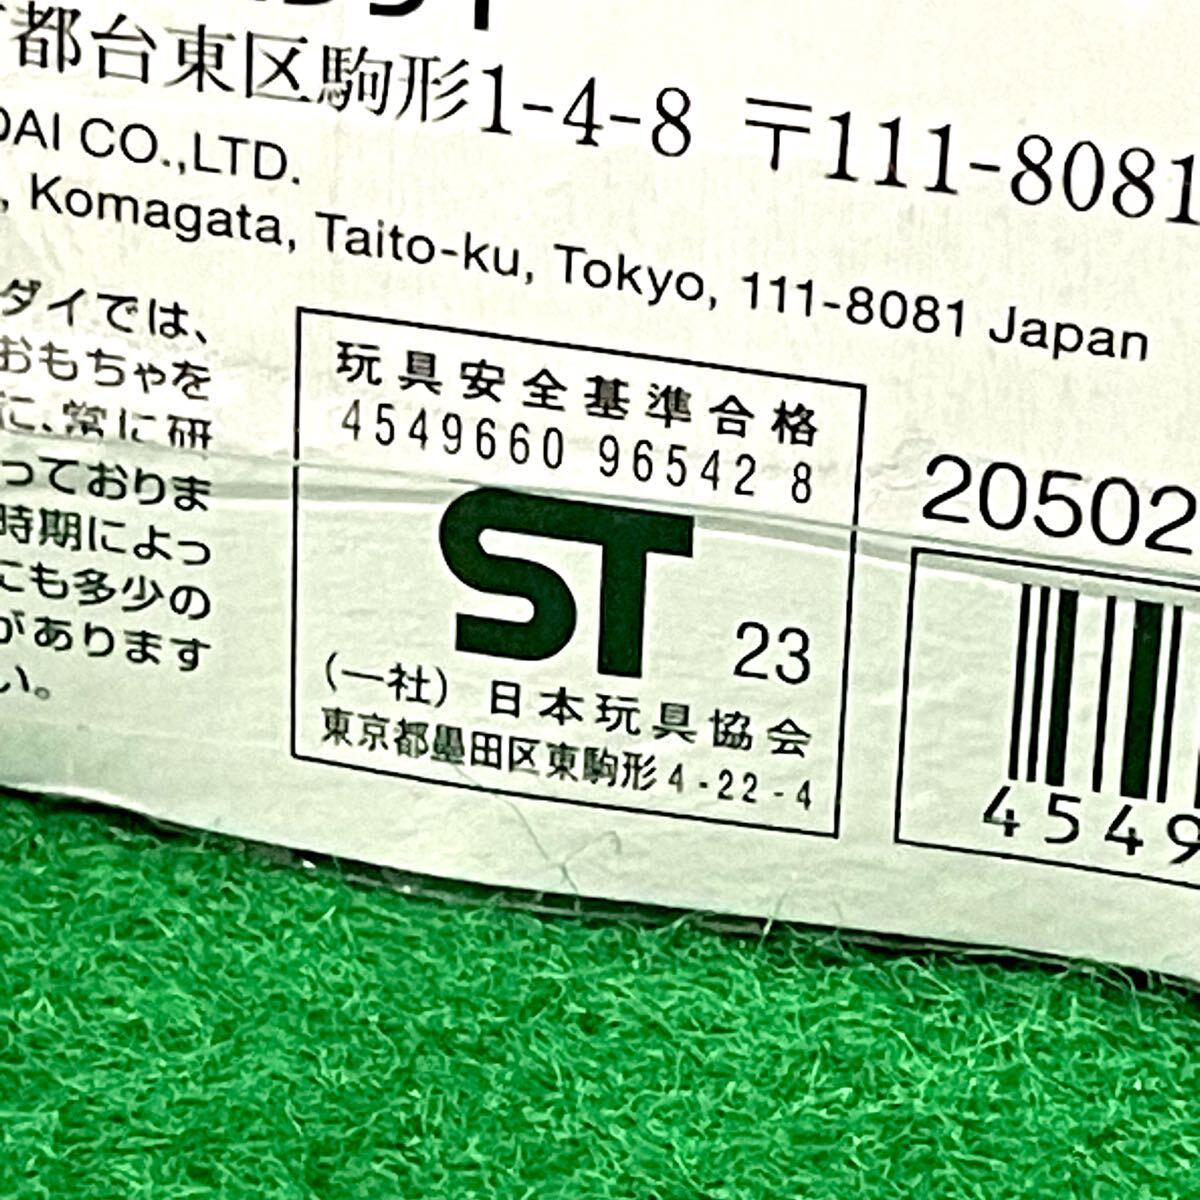 都台東区駒形1-4-8 〒111-8081
DAI CO.,LTD.
, Komagata, Taito-ku, Tokyo, 111-8081 Japan
ダイでは、
おもちゃを
に、常に研
っておりま
時期によっ
にも多少の
があります
い。
玩具安全基準合格
4549660 96542 8
ST 23
(一社) 日本玩具協会
東京都墨田区東駒形4-22-4
20502
4549